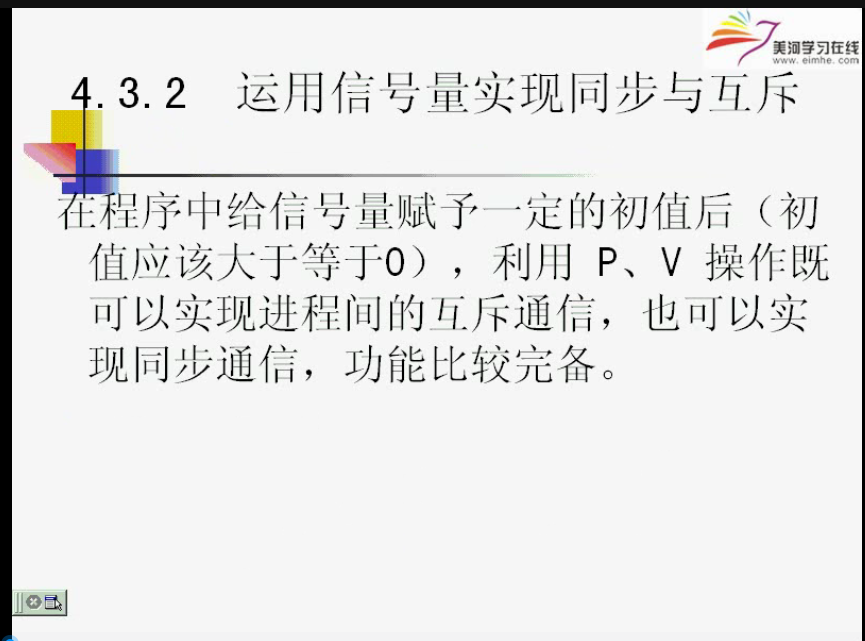 美河学习在线
www.eimhe.com
4.3.2 运用信号量实现同步与互斥
在程序中给信号量赋予一定的初值后（初
值应该大于等于0），利用 P、V 操作既
可以实现进程间的互斥通信，也可以实
现同步通信，功能比较完备。